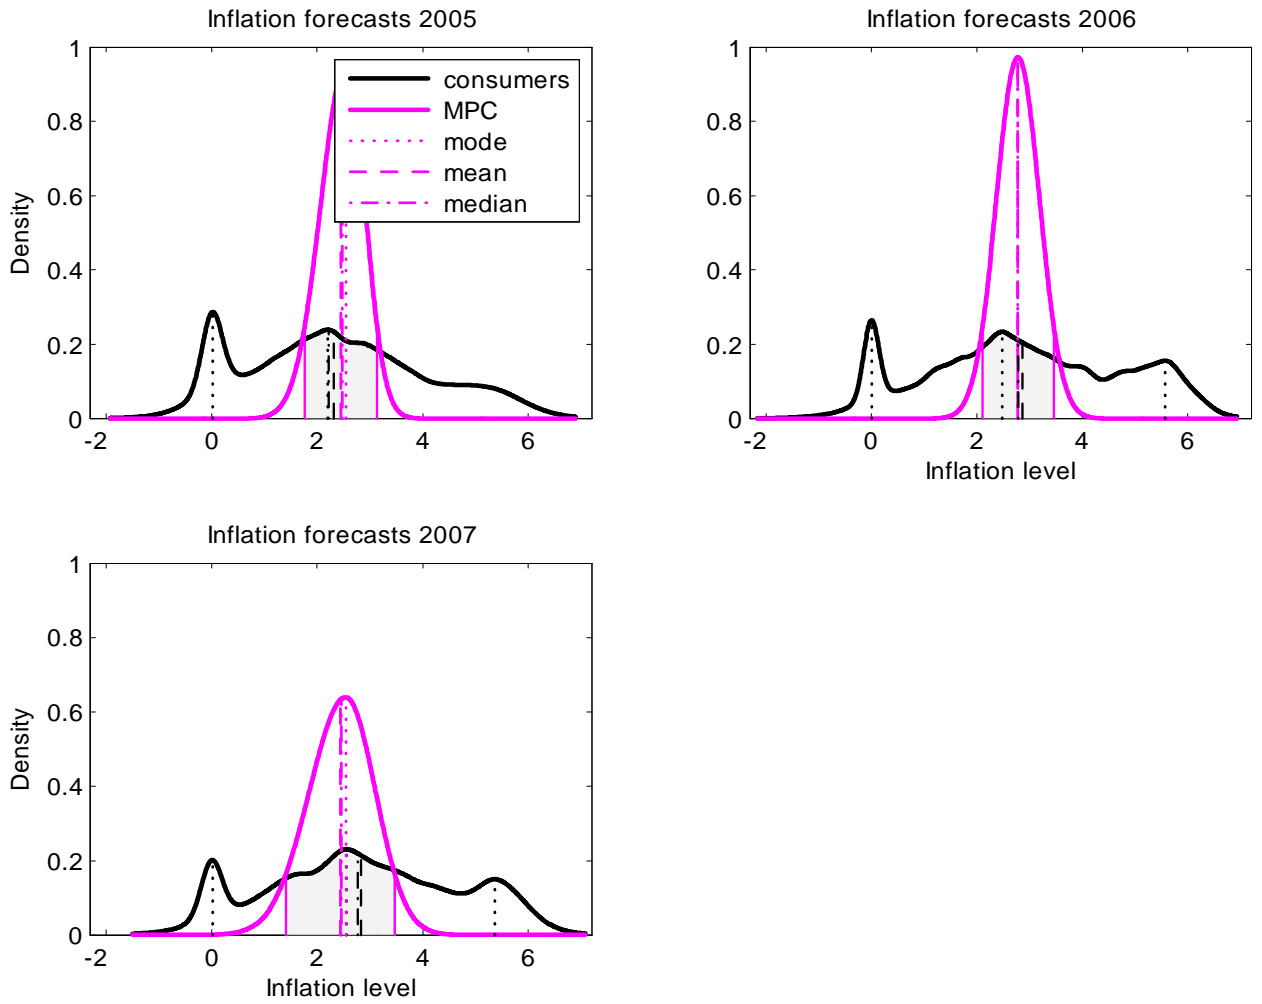 Inflation forecasts 2005
1
0.8
0.6
0.4
0.2
0
-2 0 2 4 6
Density
consumers
MPC
mode
mean
median
Inflation forecasts 2006
1
0.8
0.6
0.4
0.2
0
-2 0 2 4 6
Inflation level
Inflation forecasts 2007
1
0.8
0.6
0.4
0.2
0
-2 0 2 4 6
Density
Inflation level